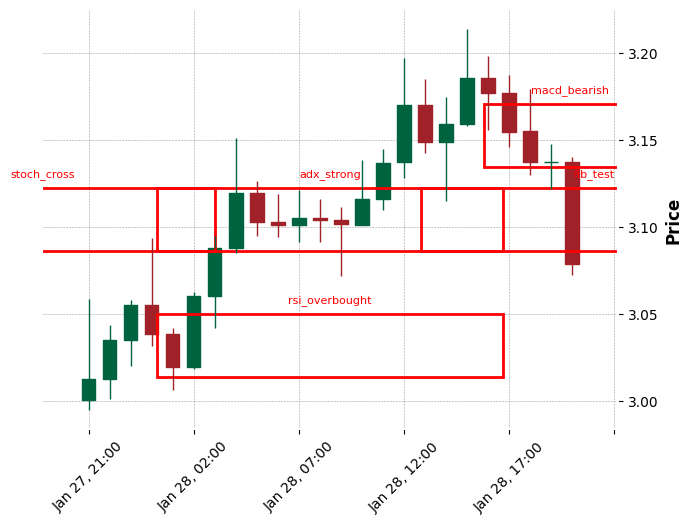 3.20
macd_bearish
3.15
stoch_cross
adx_strong
b_test
3.10
Price
rsi_overbought
3.05
3.00
Jan 27, 21:00
Jan 28, 02:00
Jan 28, 07:00
Jan 28, 12:00
Jan 28, 17:00